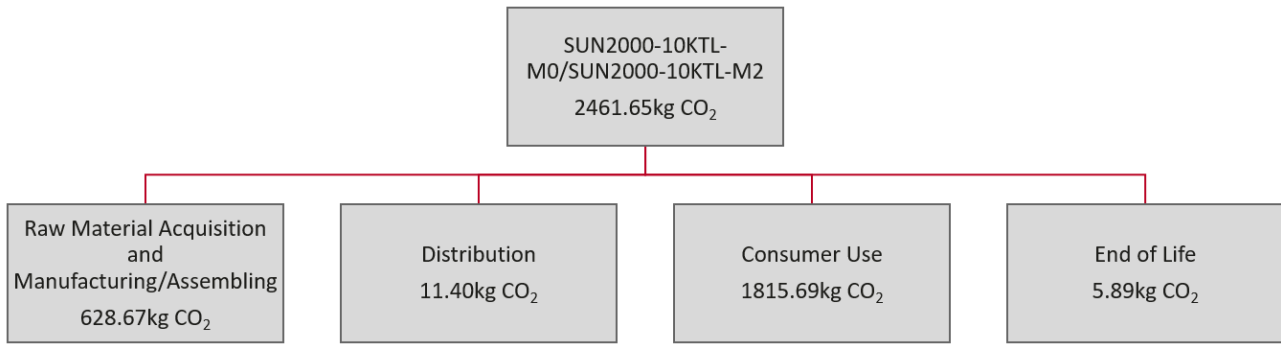 SUN2000-10KTL-
M0/SUN2000-10KTL-M2
2461.65kg CO₂
Raw Material Acquisition
and
Manufacturing/Assembling
628.67kg CO₂
Distribution
11.40kg CO₂
Consumer Use
1815.69kg CO₂
End of Life
5.89kg CO₂